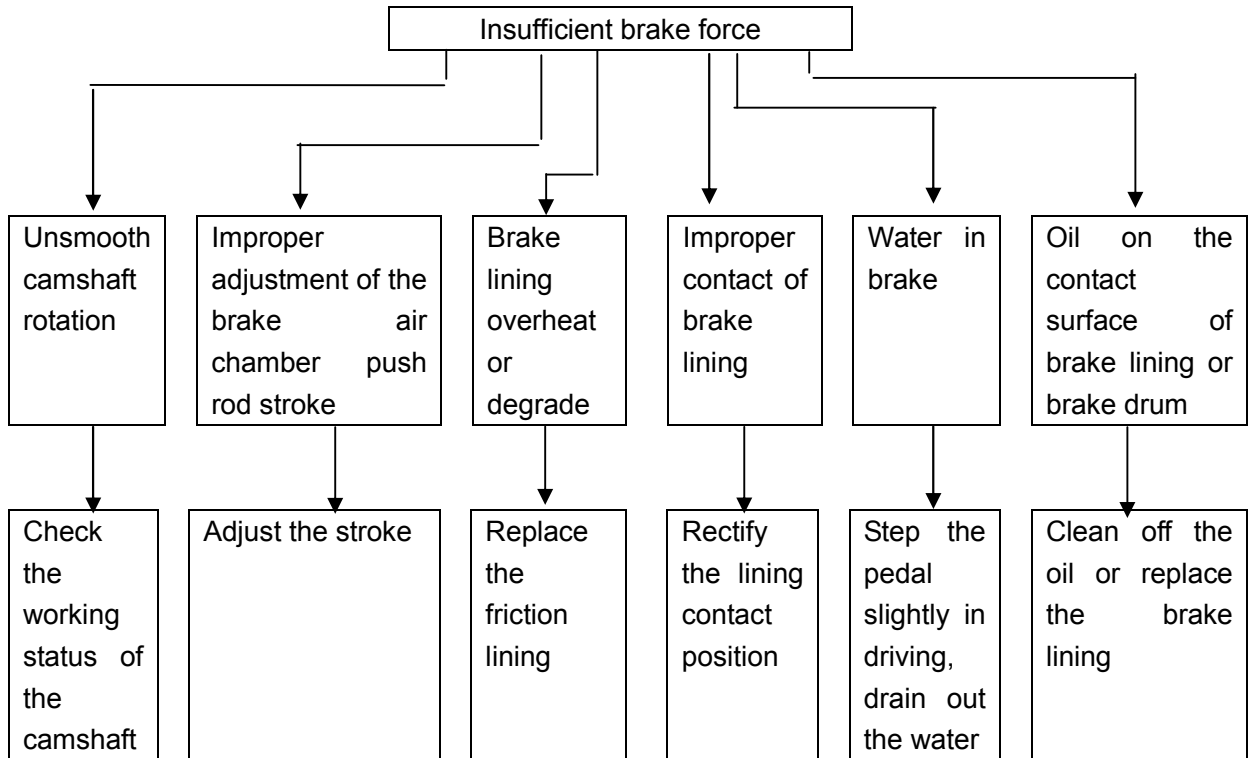 Insufficient brake force
Unsmooth
camshaft
rotation
Improper
adjustment of the
brake air
chamber push
rod stroke
Brake
lining
overheat
or
degrade
Improper
contact of
brake
lining
Water in
brake
Oil on the
contact
surface of
brake lining or
brake drum
Check
the
working
status of
the
camshaft
Adjust the stroke
Replace
the
friction
lining
Rectify
the lining
contact
position
Step the
pedal
slightly in
driving,
drain out
the water
Clean off the
oil or replace
the brake
lining